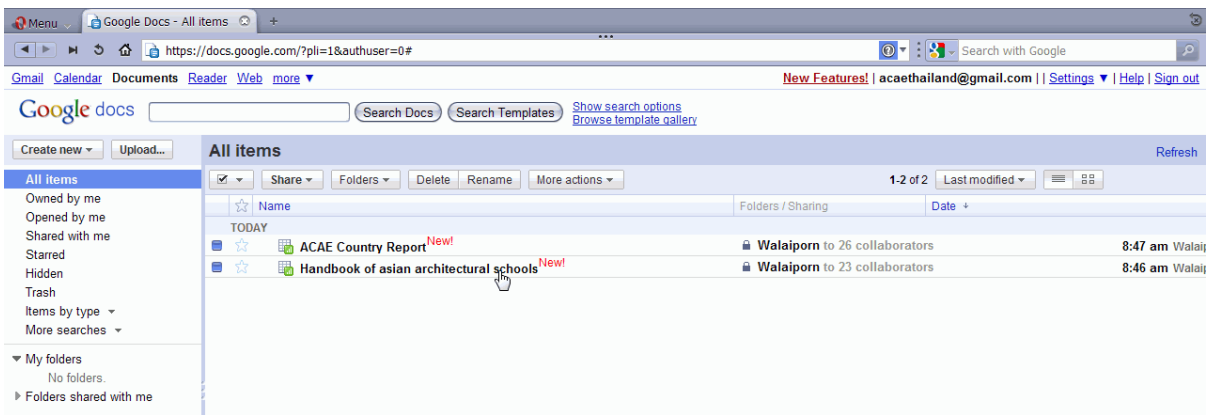 Menu Google Docs - All items
https://docs.google.com/?pli=1&authuser=0# Search with Google
Gmail Calendar Documents Reader Web more ▼ New Features! | acaethailand@gmail.com | | Settings ▼ | Help | Sign out
Google docs Search Docs Search Templates Show search options
Browse template gallery
Create new Upload... All items Refresh
All items Share Folders Delete Rename More actions 1-2 of 2 Last modified
Owned by me
Name Folders / Sharing Date
Opened by me
TODAY
Shared with me
ACAE Country Report New! Walaiporn to 26 collaborators 8:47 am
Starred
Handbook of asian architectural schools New! Walaiporn to 23 collaborators 8:46 am
Hidden
Trash
Items by type
More searches
My folders
No folders.
Folders shared with me